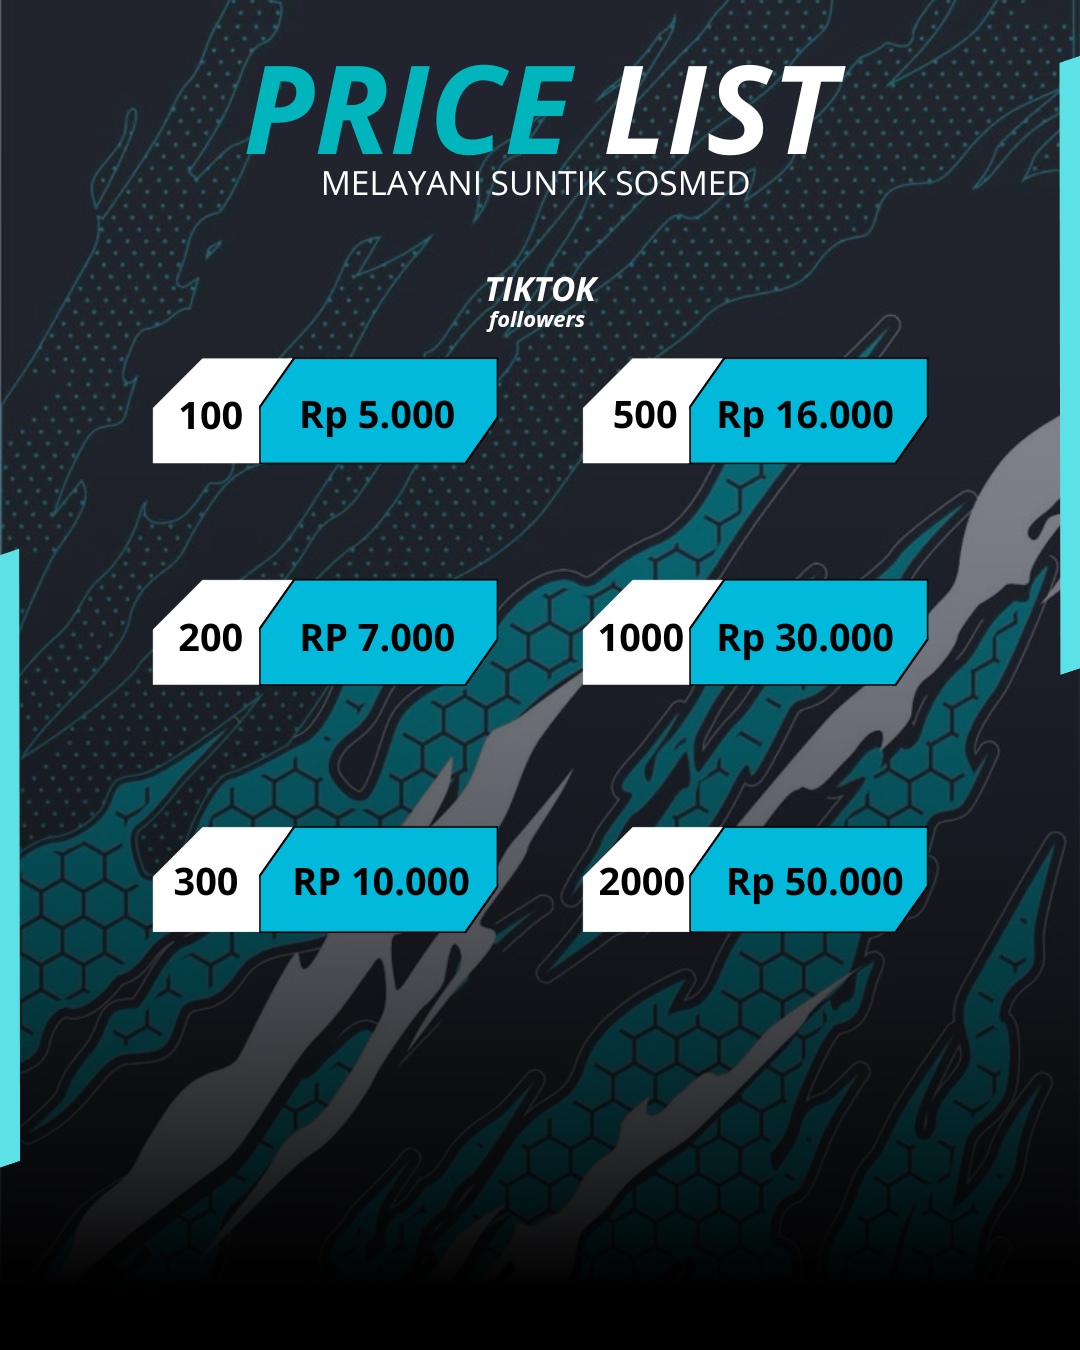 PRICE LIST
MELAYANI SUNTIK SOSMED
TIKTOK
followers
100 Rp 5.000
500 Rp 16.000
200 RP 7.000
1000 Rp 30.000
300 RP 10.000
2000 Rp 50.000